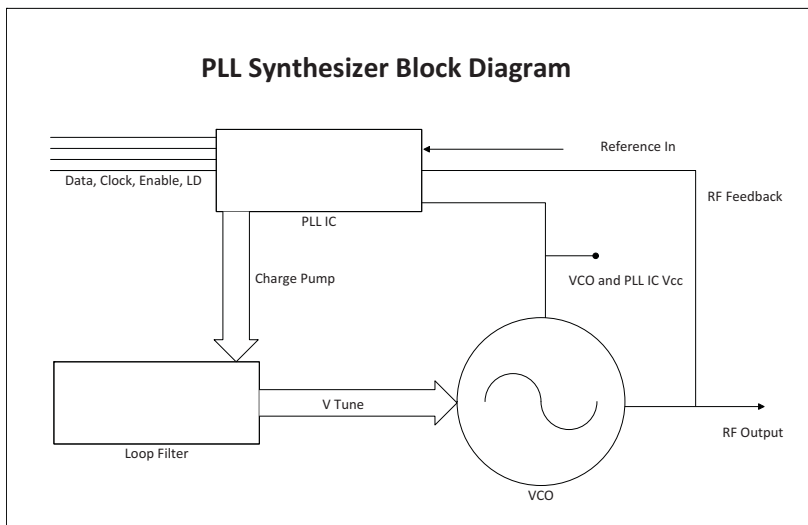 PLL Synthesizer Block Diagram
Reference In
Data, Clock, Enable, LD
RF Feedback
PLL IC
Charge Pump
VCO and PLL IC Vcc
V Tune
RF Output
Loop Filter
VCO